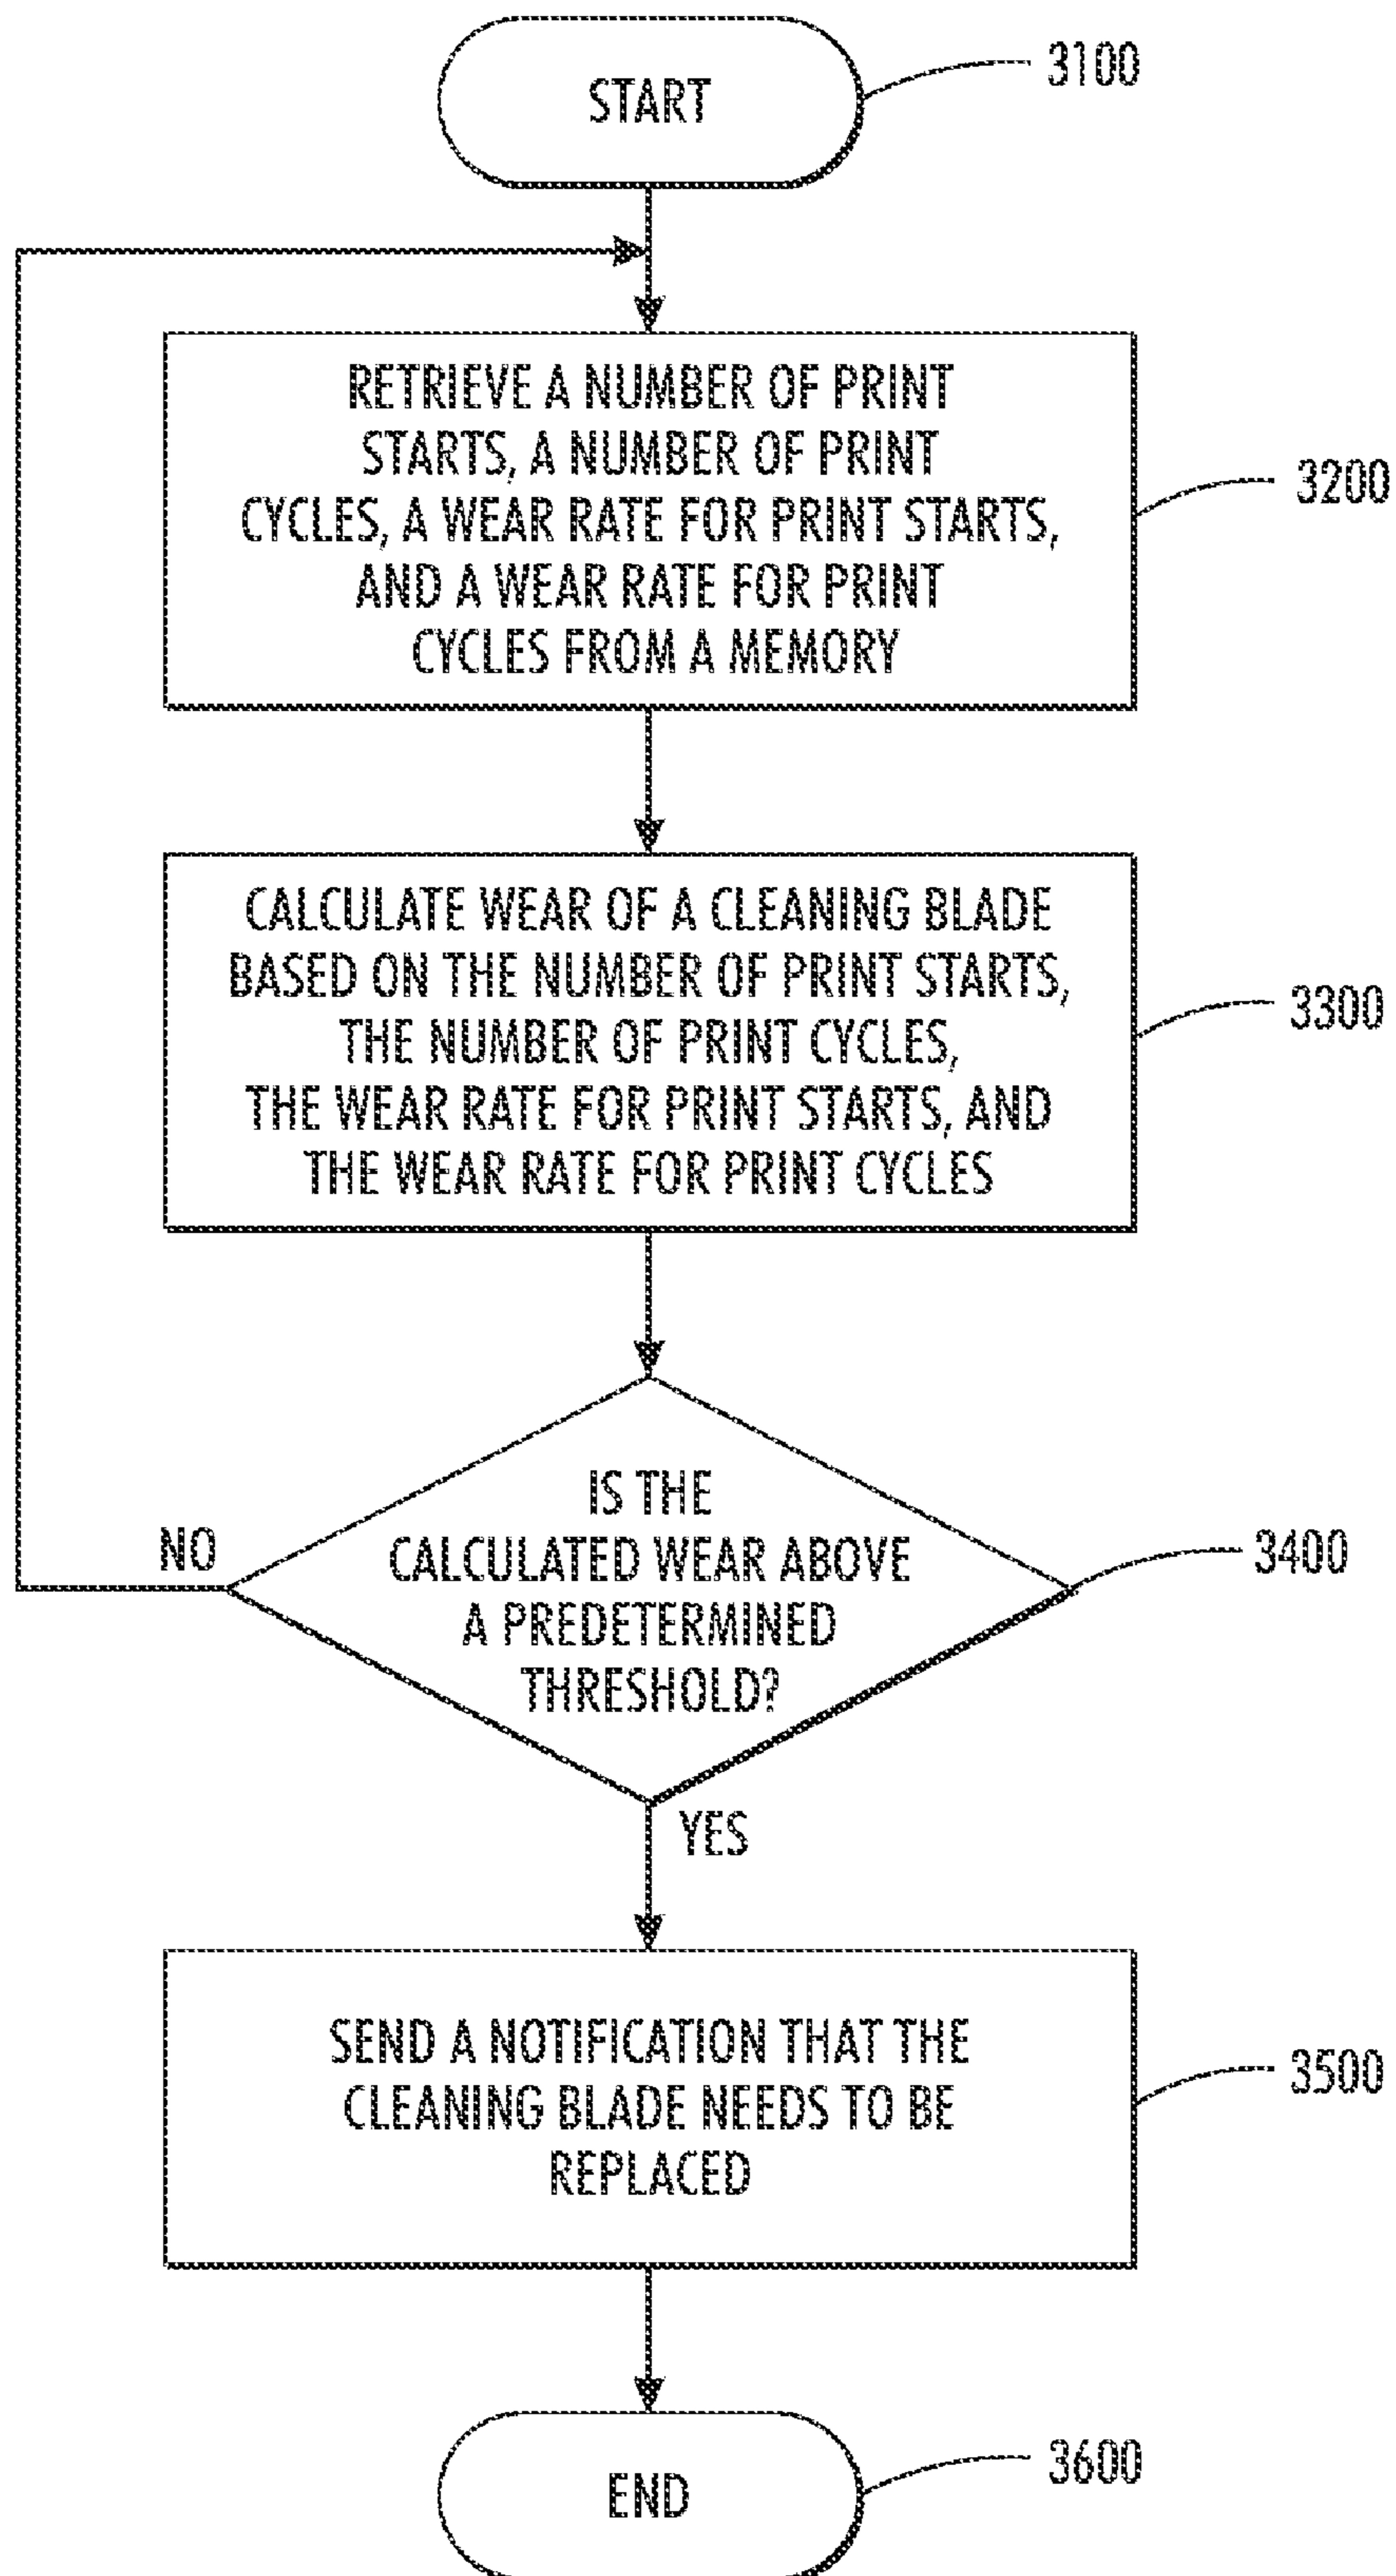 START
3100
RETRIEVE A NUMBER OF PRINT
STARTS, A NUMBER OF PRINT
CYCLES, A WEAR RATE FOR PRINT STARTS,
AND A WEAR RATE FOR PRINT
CYCLES FROM A MEMORY
3200
CALCULATE WEAR OF A CLEANING BLADE
BASED ON THE NUMBER OF PRINT STARTS,
THE NUMBER OF PRINT CYCLES,
THE WEAR RATE FOR PRINT STARTS, AND
THE WEAR RATE FOR PRINT CYCLES
3300
IS THE
CALCULATED WEAR ABOVE
A PREDETERMINED
THRESHOLD?
3400
NO
YES
SEND A NOTIFICATION THAT THE
CLEANING BLADE NEEDS TO BE
REPLACED
3500
END
3600